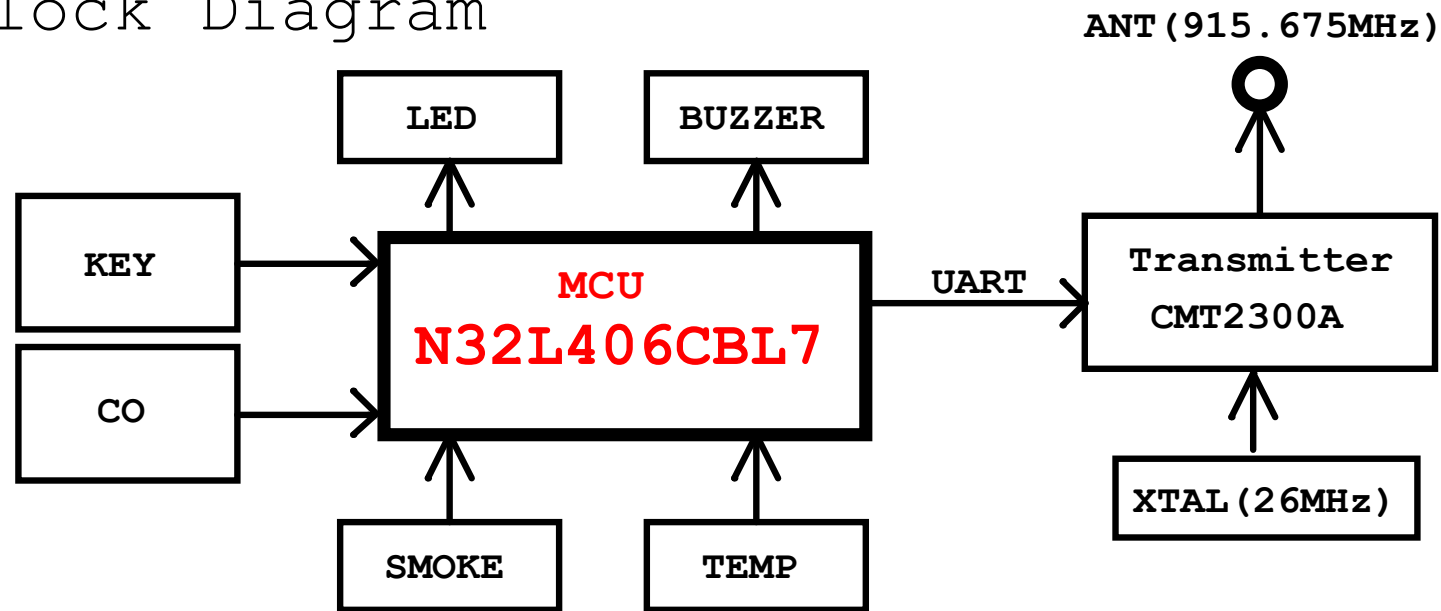 lock Diagram
ANT(915.675MHz)
LED
BUZZER
KEY
MCU
N32L406CBL7
UART
Transmitter
CMT2300A
CO
XTAL(26MHz)
SMOKE
TEMP